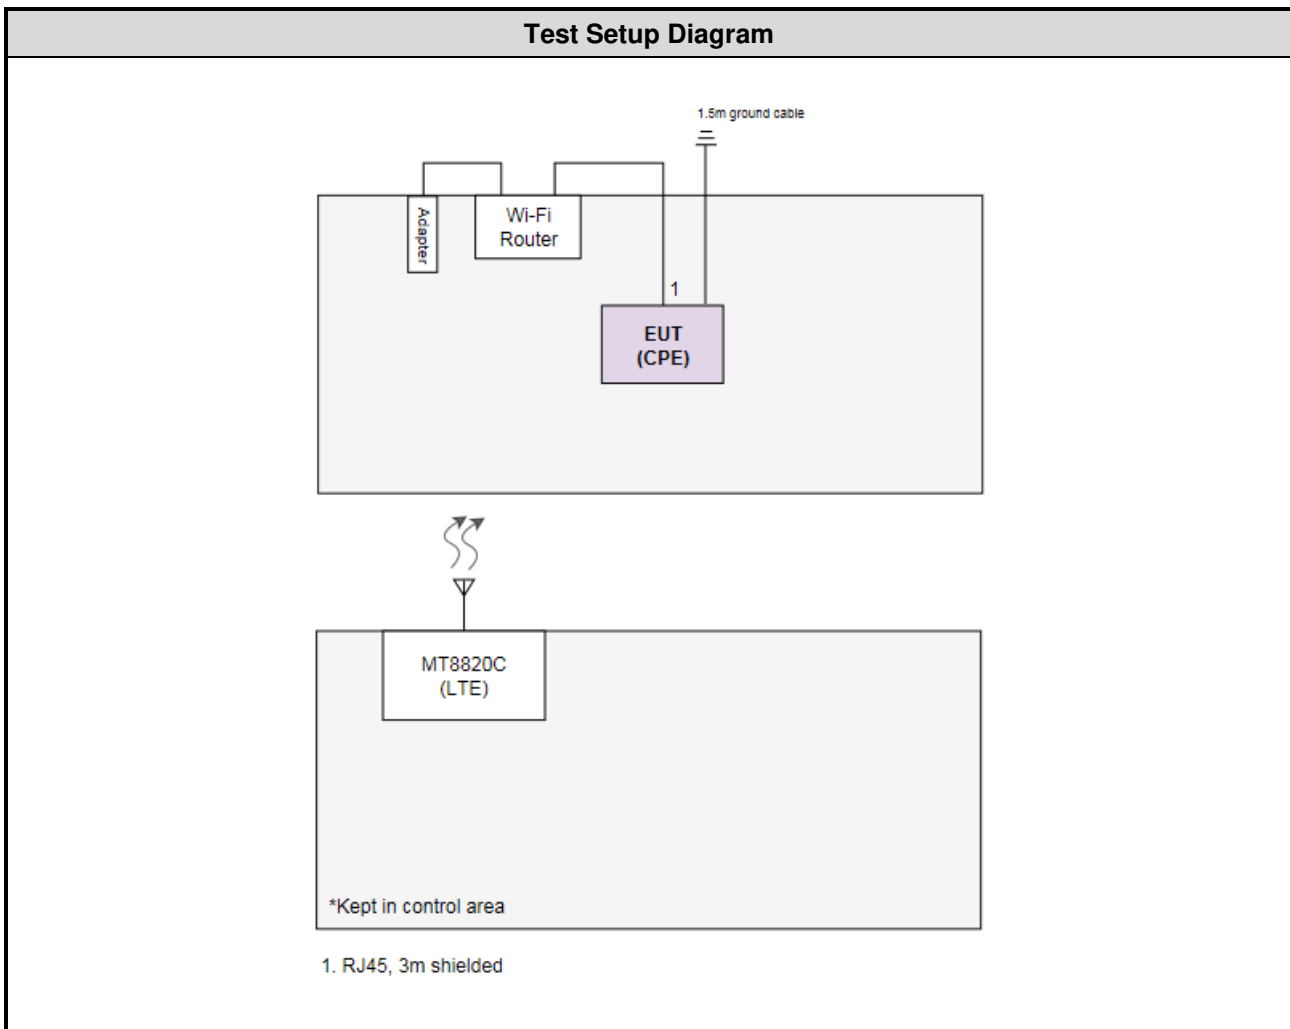 Test Setup Diagram
1.5m ground cable
Adapter
Wi-Fi
Router
1
EUT
(CPE)
MT8820C
(LTE)
*Kept in control area
1. RJ45, 3m shielded